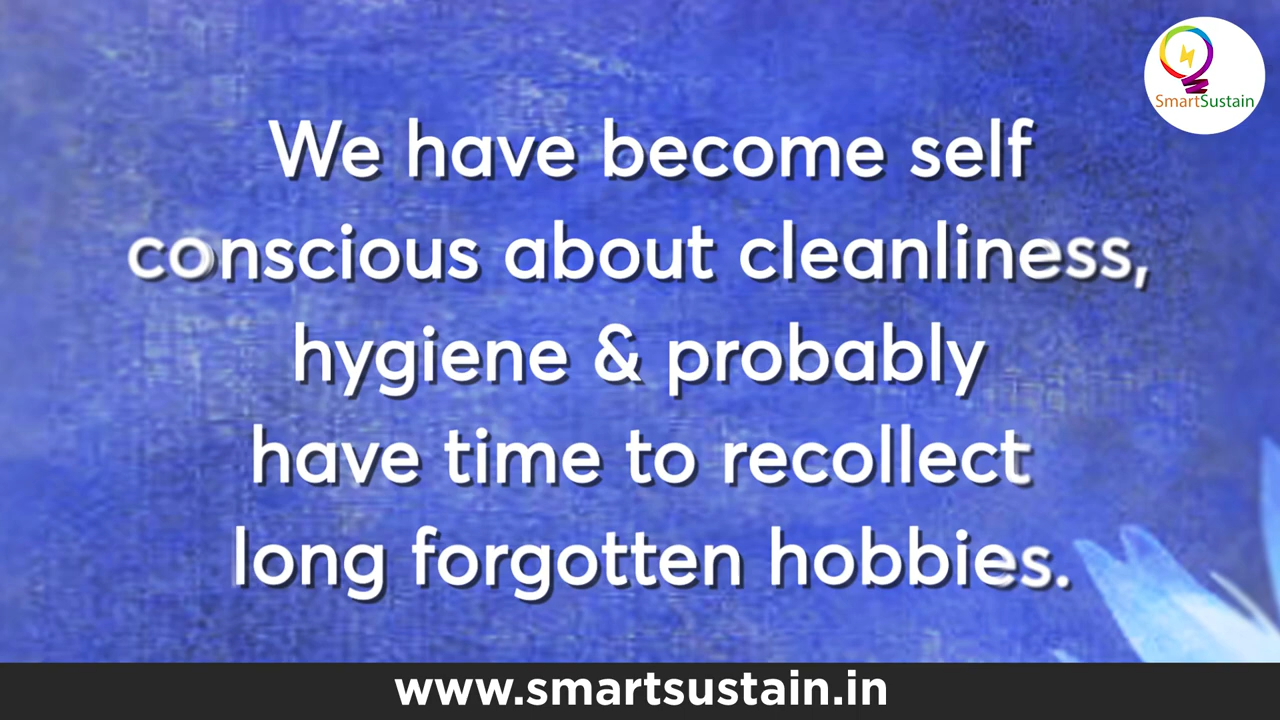 SmartSustain
We have become self
conscious about cleanliness,
hygiene & probably
have time to recollect
long forgotten hobbies.
www.smartsustain.in